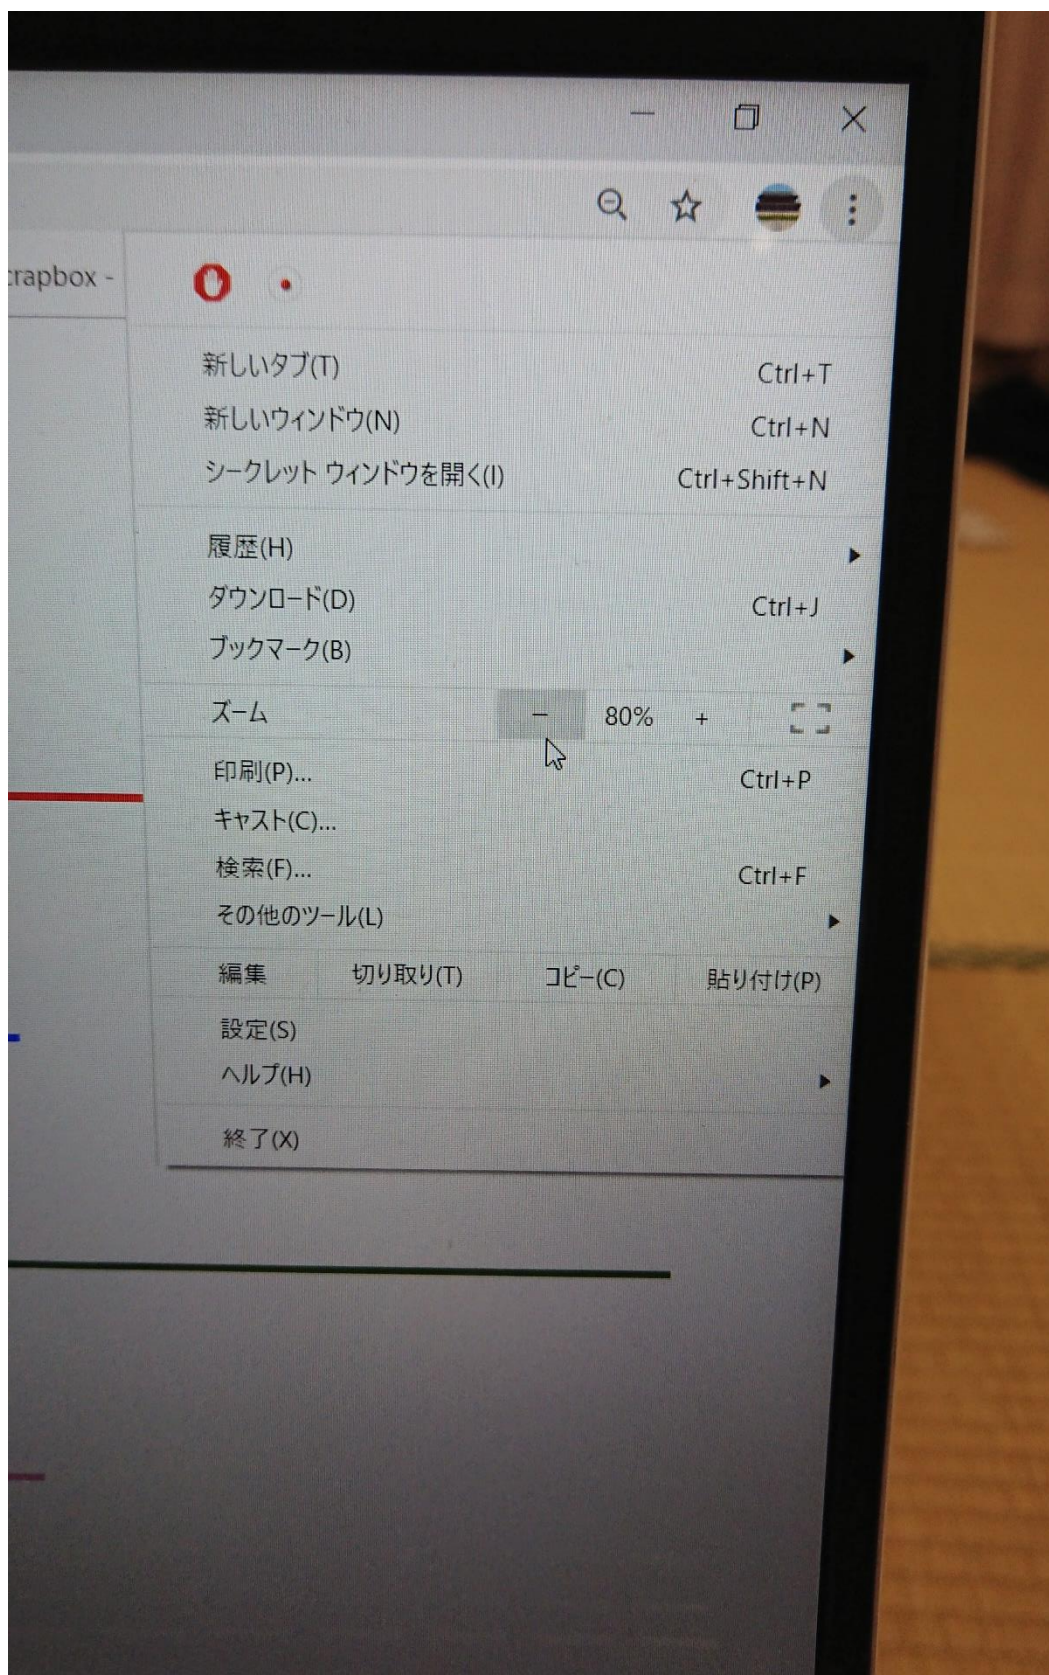 crapbox -
新しいタブ(T) Ctrl+T
新しいウィンドウ(N) Ctrl+N
シークレット ウィンドウを開く(I) Ctrl+Shift+N
履歴(H)
ダウンロード(D) Ctrl+J
ブックマーク(B)
ズーム − 80% +
印刷(P)... Ctrl+P
キャスト(C)...
検索(F)... Ctrl+F
その他のツール(L)
編集 切り取り(T) コピー(C) 貼り付け(P)
設定(S)
ヘルプ(H)
終了(X)